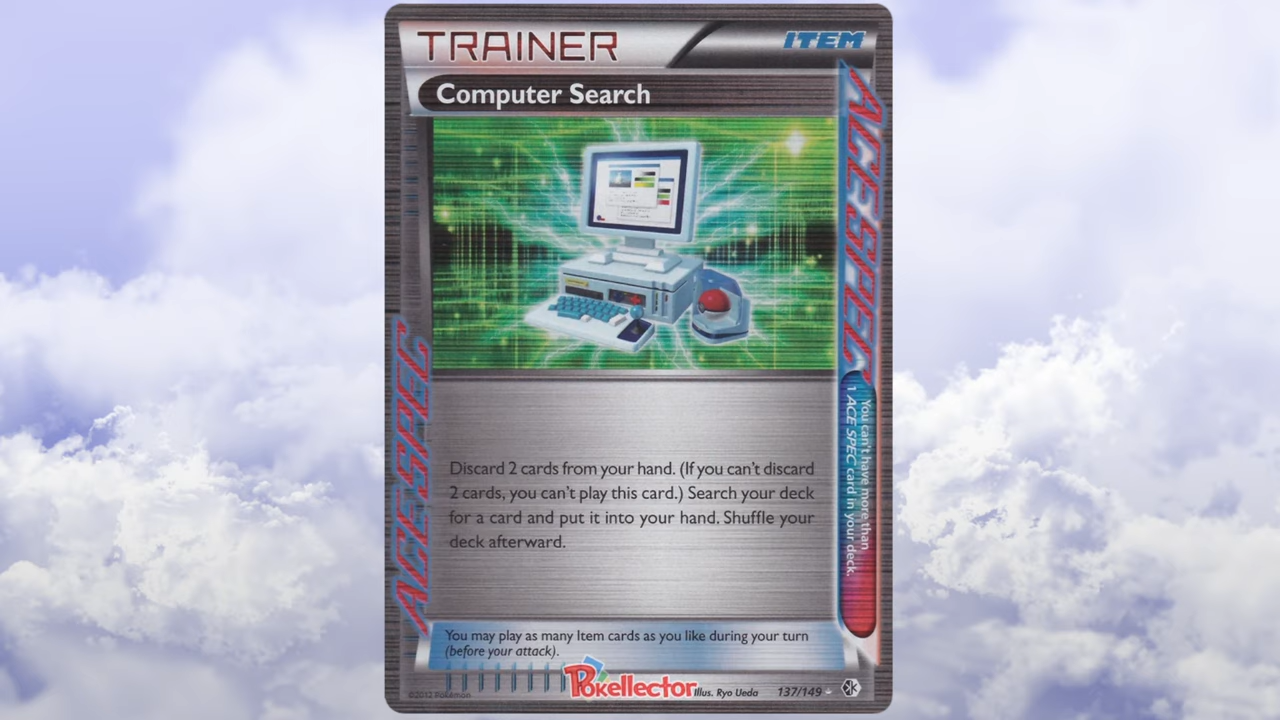 TRAINER
ITEM
Computer Search
ACE SPEC
ACE SPEC
You can't have more than
1 ACE SPEC card in your deck.
Discard 2 cards from your hand. (If you can't discard
2 cards, you can't play this card.) Search your deck
for a card and put it into your hand. Shuffle your
deck afterward.
You may play as many Item cards as you like during your turn
(before your attack).
©2012 Pokémon
Pokellector
Illus. Ryo Ueda
137/149